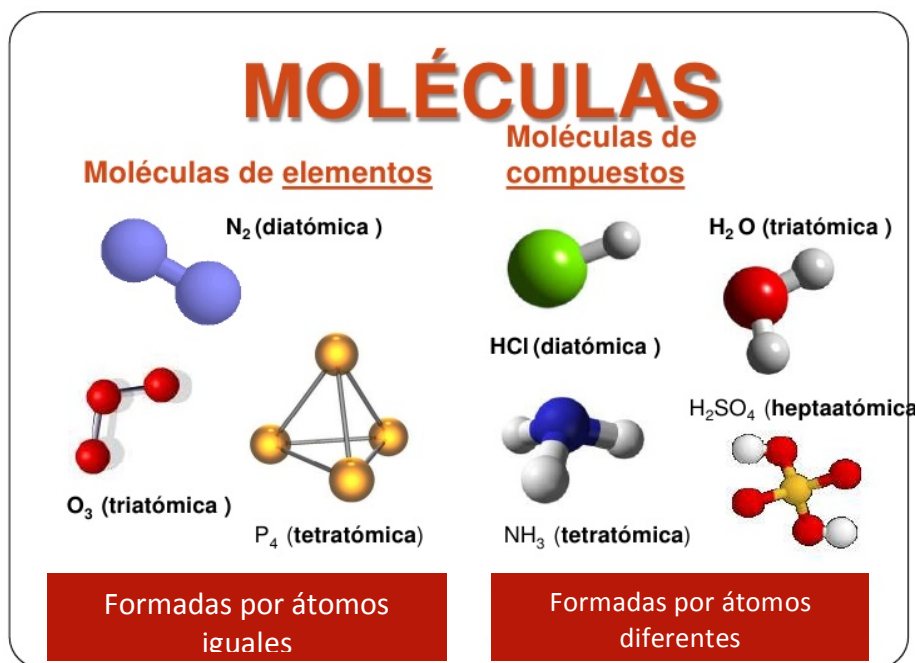 MOLÉCULAS
Moléculas de elementos
N₂ (diatómica )
O₃ (triatómica )
P₄ (tetratómica)
Formadas por átomos
iguales
Moléculas de
compuestos
HCl (diatómica )
H₂ O (triatómica )
H₂SO₄ (heptaatómica
NH₃ (tetratómica)
Formadas por átomos
diferentes